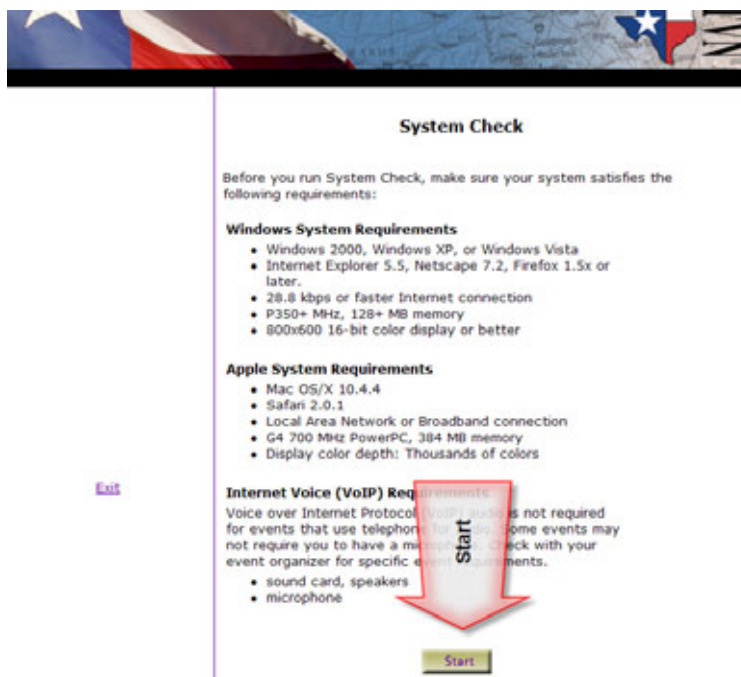 System Check
Before you run System Check, make sure your system satisfies the
following requirements:
Windows System Requirements
• Windows 2000, Windows XP, or Windows Vista
• Internet Explorer 5.5, Netscape 7.2, Firefox 1.5x or
later.
• 28.8 kbps or faster Internet connection
• P350+ MHz, 128+ MB memory
• 800x600 16-bit color display or better
Apple System Requirements
• Mac OS/X 10.4.4
• Safari 2.0.1
• Local Area Network or Broadband connection
• G4 700 MHz PowerPC, 384 MB memory
• Display color depth: Thousands of colors
Exit
Internet Voice (VoIP) Requirements
Voice over Internet Protocol (VoIP) audio is not required
for events that use telephone for audio. Some events may
not require you to have a microphone. Check with your
event organizer for specific event requirements.
• sound card, speakers
• microphone
Start
Start